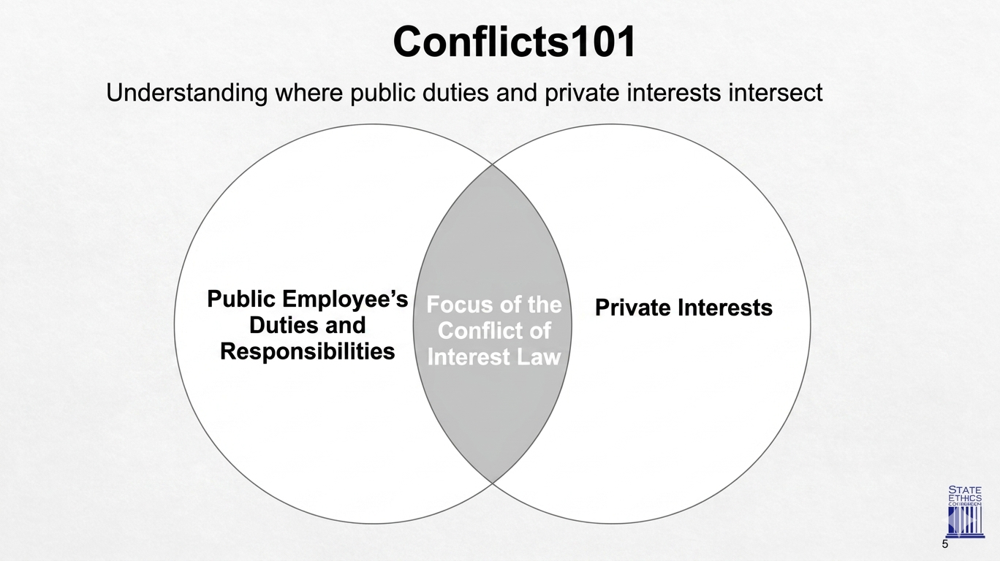 Conflicts101
Understanding where public duties and private interests intersect
Public Employee’s
Duties and
Responsibilities
Focus of the
Conflict of
Interest Law
Private Interests
STATE
ETHICS
5